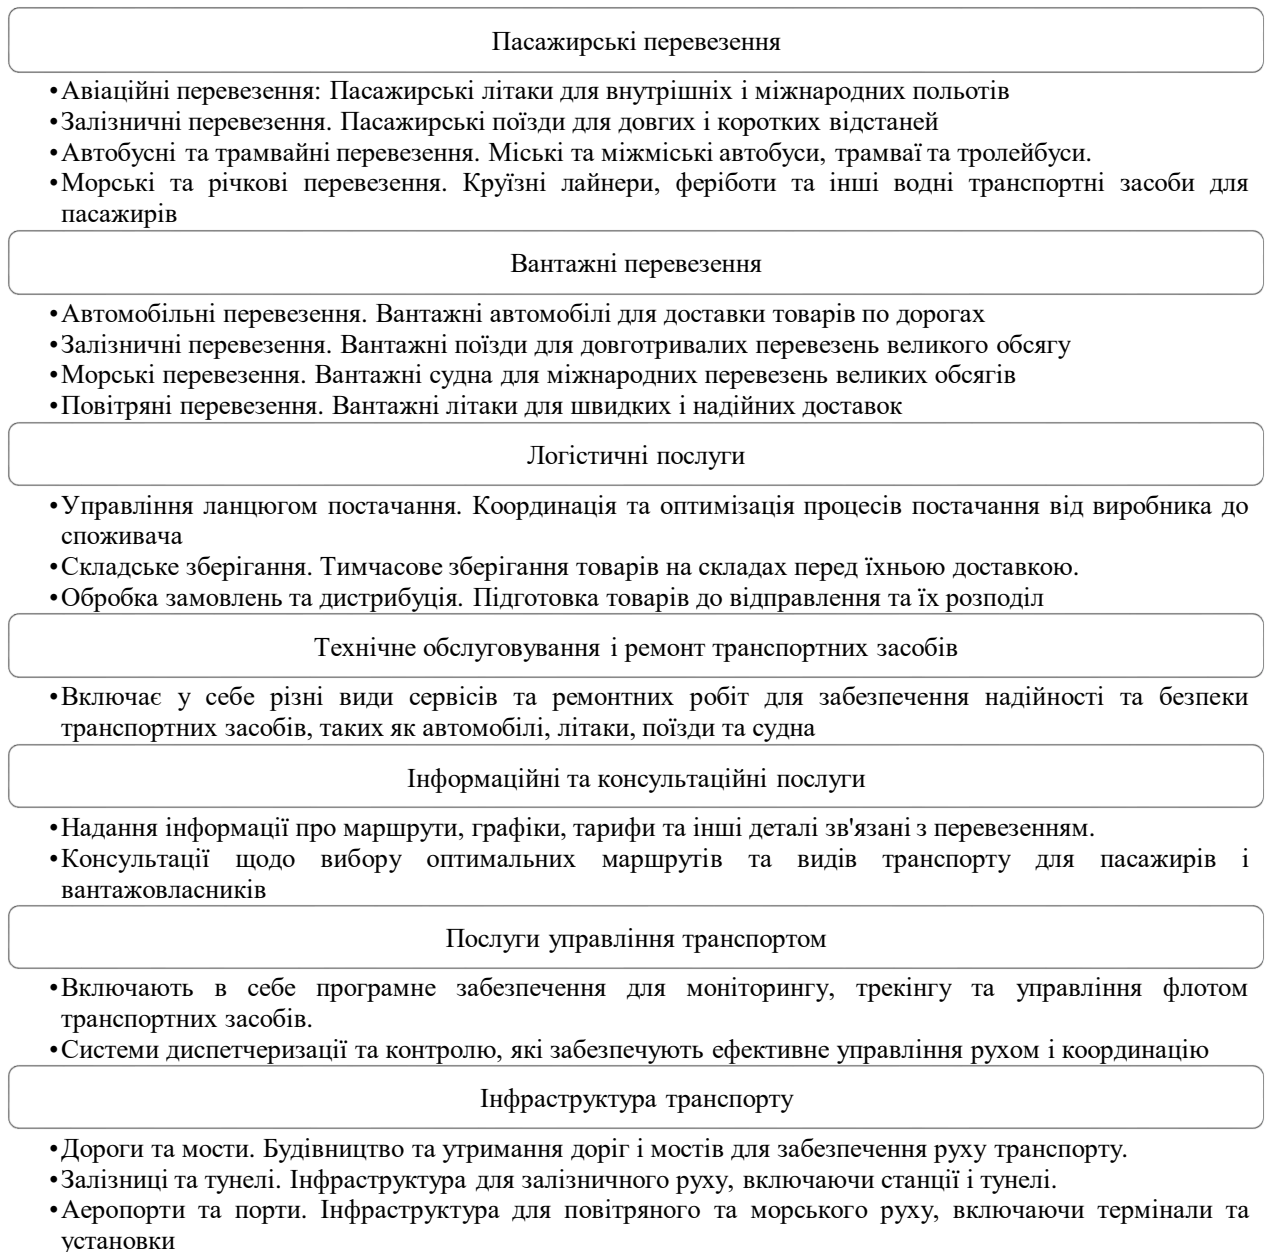 Пасажирські перевезення
•Авіаційні перевезення: Пасажирські літаки для внутрішніх і міжнародних польотів
•Залізничні перевезення. Пасажирські поїзди для довгих і коротких відстаней
•Автобусні та трамвайні перевезення. Міські та міжміські автобуси, трамваї та тролейбуси.
•Морські та річкові перевезення. Круїзні лайнери, фериботи та інші водні транспортні засоби для
пасажирів
Вантажні перевезення
•Автомобільні перевезення. Вантажні автомобілі для доставки товарів по дорогах
•Залізничні перевезення. Вантажні поїзди для довготривалих перевезень великого обсягу
•Морські перевезення. Вантажні судна для міжнародних перевезень великих обсягів
•Повітряні перевезення. Вантажні літаки для швидких і надійних доставок
Логістичні послуги
•Управління ланцюгом постачання. Координація та оптимізація процесів постачання від виробника до
споживача
•Складське зберігання. Тимчасове зберігання товарів на складах перед їхньою доставкою.
•Обробка замовлень та дистрибуція. Підготовка товарів до відправлення та їх розподіл
Технічне обслуговування і ремонт транспортних засобів
•Включає у себе різні види сервісів та ремонтних робіт для забезпечення надійності та безпеки
транспортних засобів, таких як автомобілі, літаки, поїзди та судна
Інформаційні та консультаційні послуги
•Надання інформації про маршрути, графіки, тарифи та інші деталі зв'язані з перевезенням.
•Консультації щодо вибору оптимальних маршрутів та видів транспорту для пасажирів і
вантажовласників
Послуги управління транспортом
•Включають в себе програмне забезпечення для моніторингу, трекінгу та управління флотом
транспортних засобів.
•Системи диспетчеризації та контролю, які забезпечують ефективне управління рухом і координацію
Інфраструктура транспорту
•Дороги та мости. Будівництво та утримання доріг і мостів для забезпечення руху транспорту.
•Залізниці та тунелі. Інфраструктура для залізничного руху, включаючи станції і тунелі.
•Аеропорти та порти. Інфраструктура для повітряного та морського руху, включаючи термінали та
установки